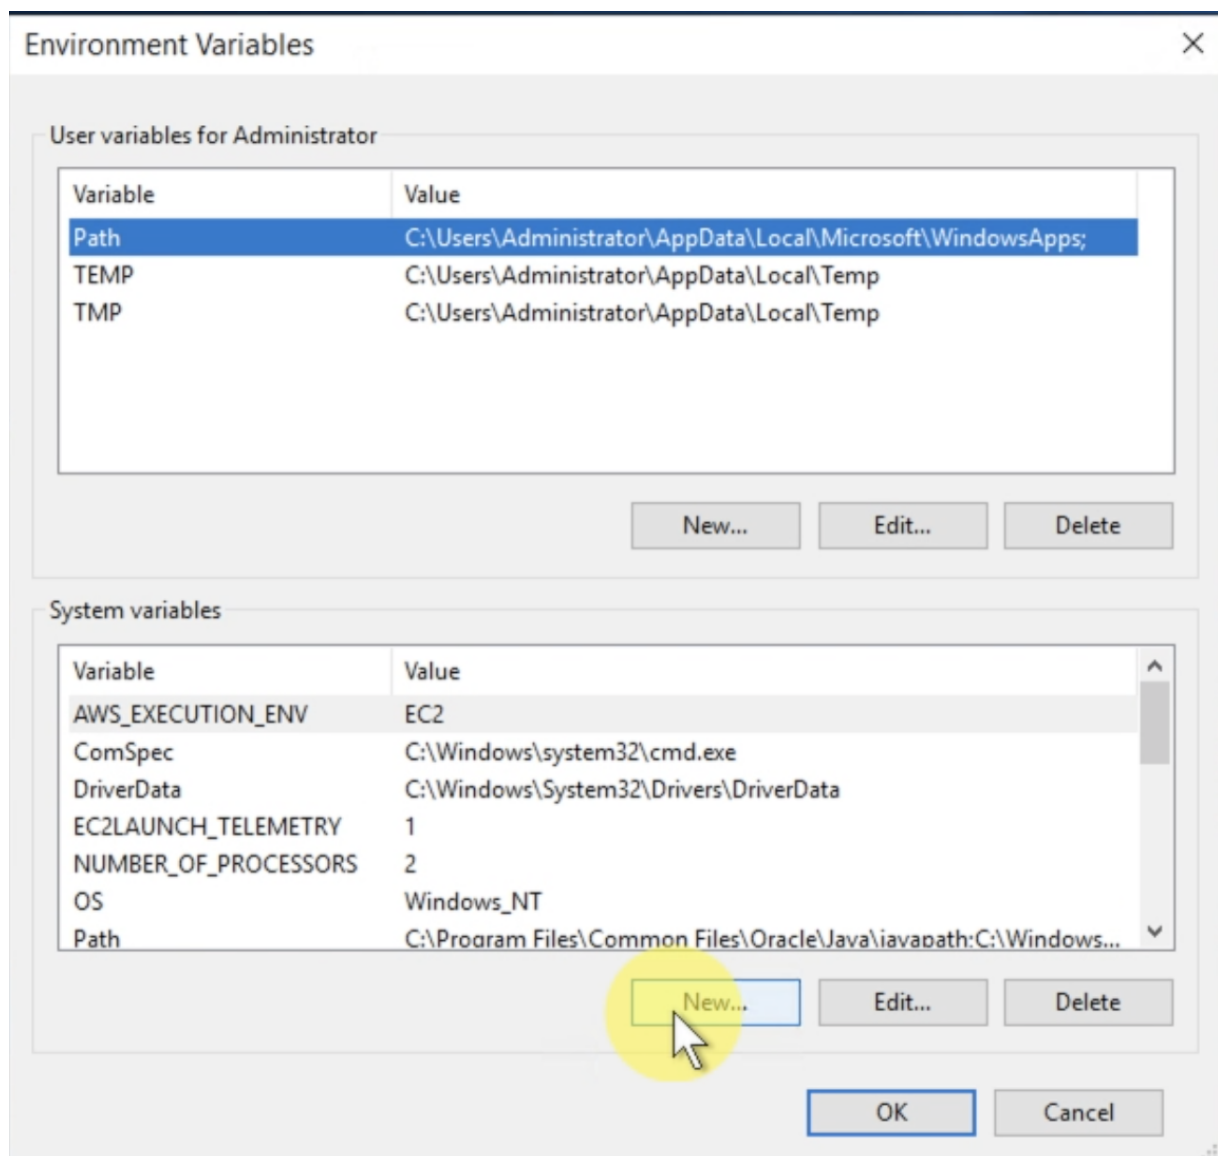 Environment Variables
User variables for Administrator
Variable Value
Path C:\Users\Administrator\AppData\Local\Microsoft\WindowsApps;
TEMP C:\Users\Administrator\AppData\Local\Temp
TMP C:\Users\Administrator\AppData\Local\Temp
New... Edit... Delete
System variables
Variable Value
AWS_EXECUTION_ENV EC2
ComSpec C:\Windows\system32\cmd.exe
DriverData C:\Windows\System32\Drivers\DriverData
EC2LAUNCH_TELEMETRY 1
NUMBER_OF_PROCESSORS 2
OS Windows_NT
Path C:\Program Files\Common Files\Oracle\Java\javapath;C:\Windows...
New... Edit... Delete
OK Cancel